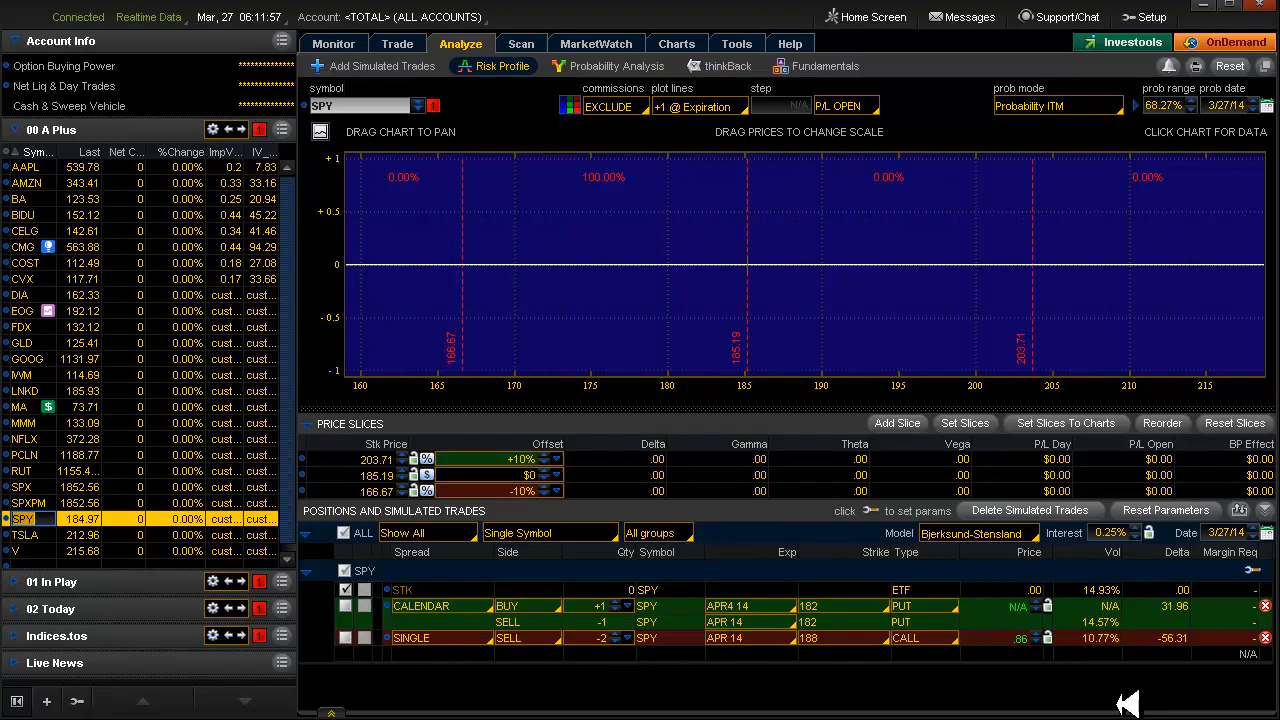 Connected Realtime Data Mar, 27 06:11:57 Account: <TOTAL> (ALL ACCOUNTS) Home Screen Messages Support/Chat Setup
Account Info
Option Buying Power **************
Net Liq & Day Trades **************
Cash & Sweep Vehicle **************
00 A Plus 1
Sym... Last Net C... %Change ImpV... IV_...
AAPL 539.78 0 0.00% 0.2 7.83
AMZN 343.41 0 0.00% 0.33 33.16
BA 123.53 0 0.00% 0.25 20.94
BIDU 152.12 0 0.00% 0.44 45.22
CELG 142.61 0 0.00% 0.34 41.46
CMG 563.88 0 0.00% 0.44 94.29
COST 112.49 0 0.00% 0.18 27.08
CVX 117.71 0 0.00% 0.17 33.66
DIA 162.33 0 0.00% cust... cust...
EOG 192.12 0 0.00% cust... cust...
FDX 132.12 0 0.00% cust... cust...
GLD 125.41 0 0.00% cust... cust...
GOOG 1131.97 0 0.00% cust... cust...
IWM 114.69 0 0.00% cust... cust...
LNKD 185.93 0 0.00% cust... cust...
MA $ 73.71 0 0.00% cust... cust...
MMM 133.09 0 0.00% cust... cust...
NFLX 372.28 0 0.00% cust... cust...
PCLN 1188.77 0 0.00% cust... cust...
RUT 1155.4... 0 0.00% cust... cust...
SPX 1852.56 0 0.00% cust... cust...
SPXPM 1852.56 0 0.00% cust... cust...
SPY 184.97 0 0.00% cust... cust...
TSLA 212.96 0 0.00% cust... cust...
V 215.68 0 0.00% cust... cust...
01 In Play 1
02 Today 1
Indices.tos 1
Live News
Monitor Trade Analyze Scan MarketWatch Charts Tools Help Investools OnDemand
Add Simulated Trades Risk Profile Probability Analysis thinkBack Fundamentals Reset
symbol commissions plot lines step prob mode prob range prob date
SPY 1 EXCLUDE +1 @ Expiration N/A P/L OPEN Probability ITM 68.27% 3/27/14
DRAG CHART TO PAN DRAG PRICES TO CHANGE SCALE CLICK CHART FOR DATA
+ 1
0.00% 100.00% 0.00% 0.00%
+ 0.5
0
- 0.5
166.67 185.19 203.71
- 1
160 165 170 175 180 185 190 195 200 205 210 215
PRICE SLICES Add Slice Set Slices Set Slices To Charts Reorder Reset Slices
Stk Price Offset Delta Gamma Theta Vega P/L Day P/L Open BP Effect
203.71 % +10% .00 .00 .00 .00 $0.00 $0.00 $0.00
185.19 $ $0 .00 .00 .00 .00 $0.00 $0.00 $0.00
166.67 % -10% .00 .00 .00 .00 $0.00 $0.00 $0.00
POSITIONS AND SIMULATED TRADES click to set params Delete Simulated Trades Reset Parameters
ALL Show All Single Symbol All groups Model Bjerksund-Stensland Interest 0.25% Date 3/27/14
Spread Side Qty Symbol Exp Strike Type Price Vol Delta Margin Req
SPY
STK 0 SPY ETF .00 14.93% .00 -
CALENDAR BUY +1 SPY APR4 14 182 PUT N/A N/A 31.96 -
SELL -1 SPY APR 14 182 PUT 14.57%
SINGLE SELL -2 SPY APR 14 188 CALL .86 10.77% -56.31 -
N/A